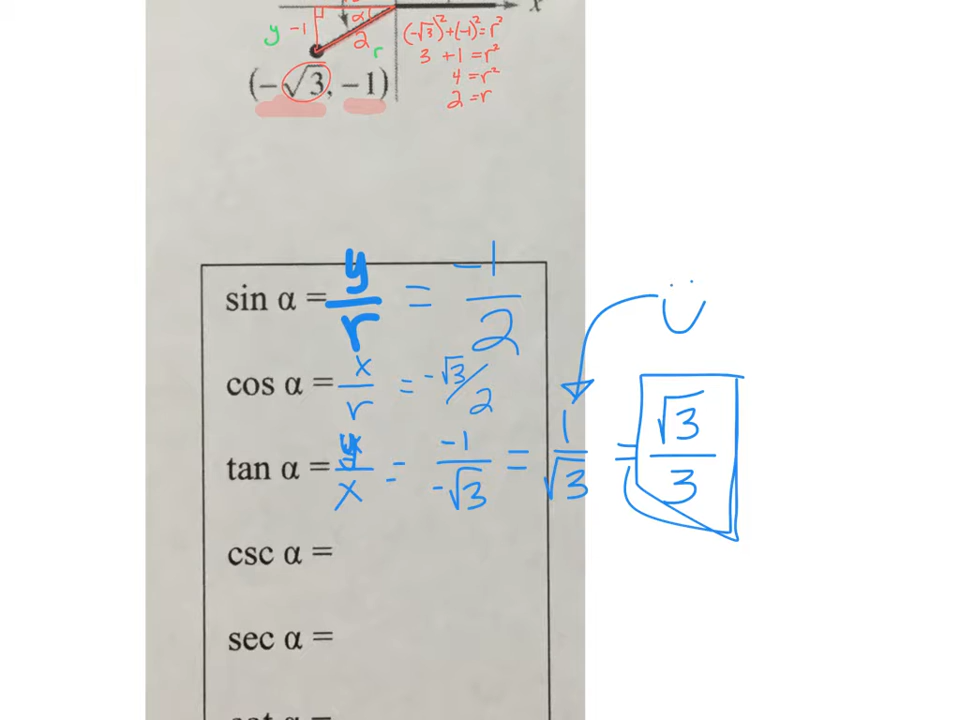 x
α
y -1 2 r
(-√3)² + (-1)² = r²
3 + 1 = r²
4 = r²
2 = r
(-√3, -1)
sin α = y/r = -1/2
cos α = x/r = -√3/2
tan α = y/x = -1/-√3 = 1/√3 = √3/3
csc α =
sec α =
cot α =